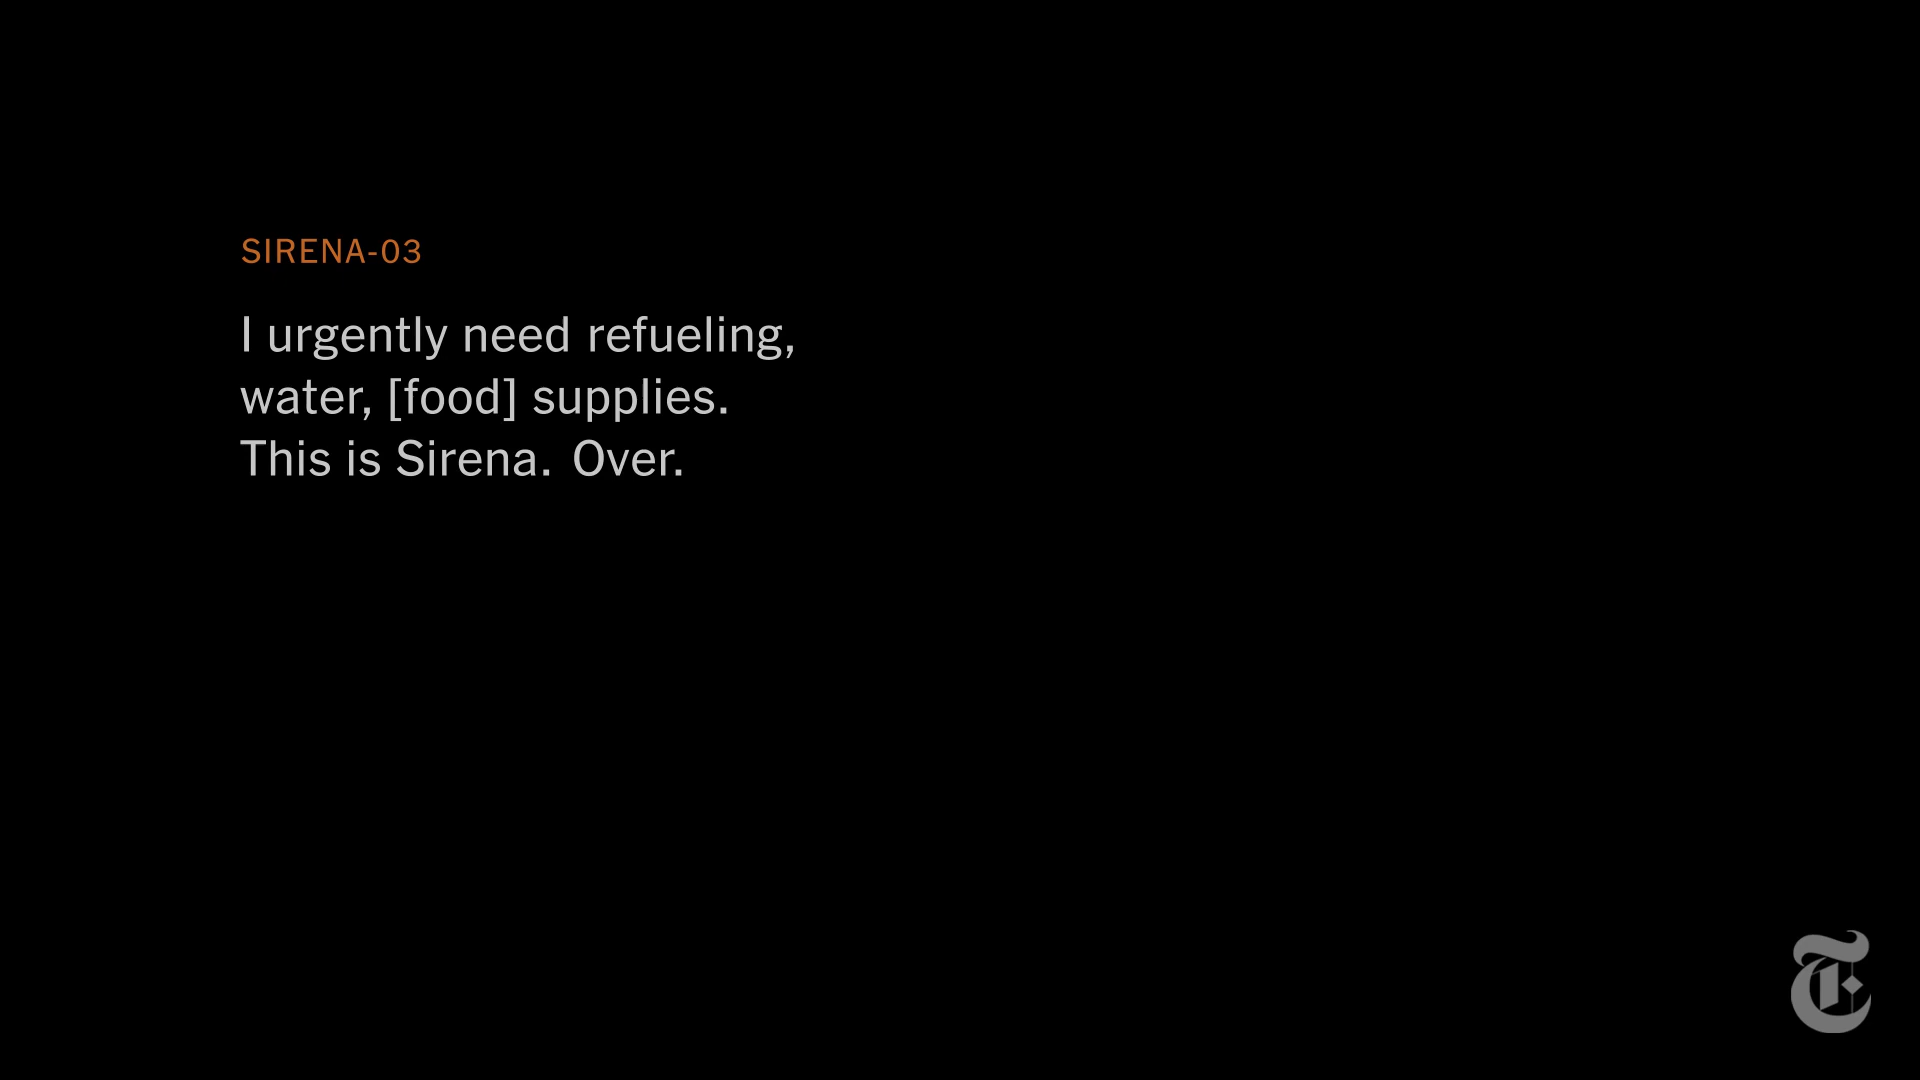 SIRENA-03
I urgently need refueling,
water, [food] supplies.
This is Sirena. Over.